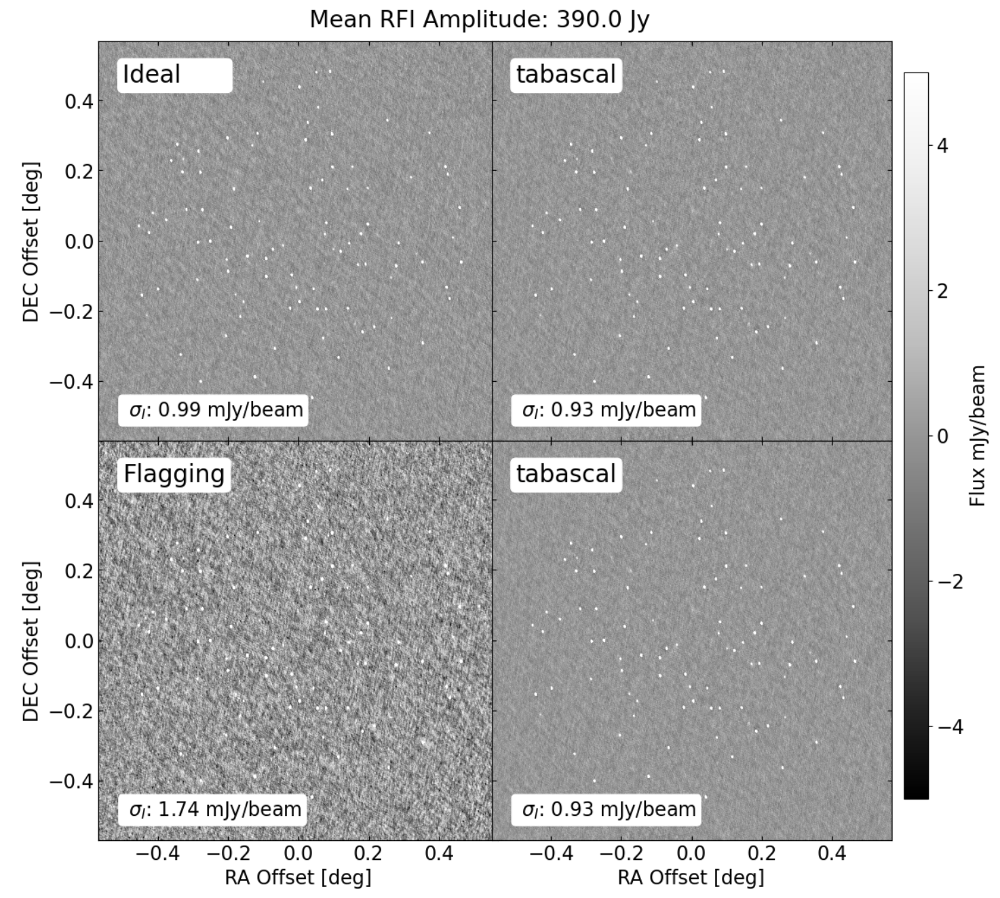 Mean RFI Amplitude: 390.0 Jy
Ideal
tabascal
0.4
0.2
0.0
−0.2
−0.4
DEC Offset [deg]
σI: 0.99 mJy/beam
σI: 0.93 mJy/beam
Flagging
tabascal
0.4
0.2
0.0
−0.2
−0.4
DEC Offset [deg]
σI: 1.74 mJy/beam
σI: 0.93 mJy/beam
−0.4 −0.2 0.0 0.2 0.4
−0.4 −0.2 0.0 0.2 0.4
RA Offset [deg]
RA Offset [deg]
4
2
0
−2
−4
Flux mJy/beam